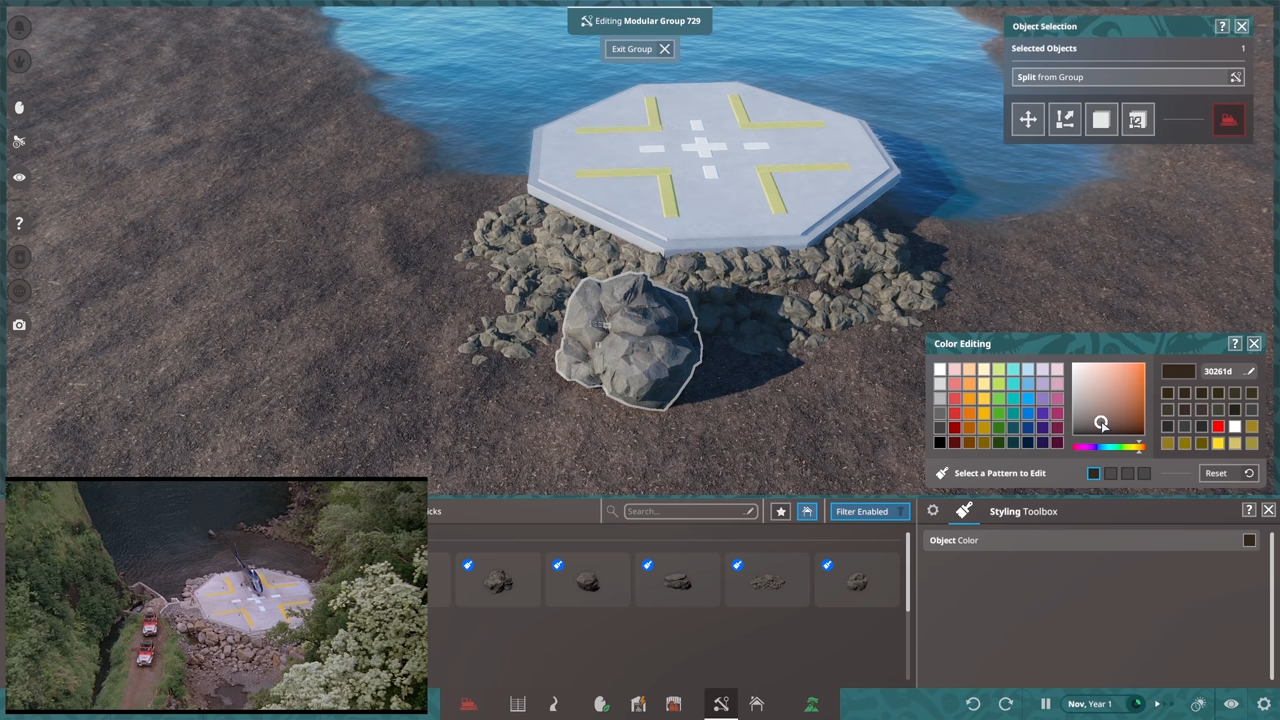 Editing Modular Group 729
Exit Group
Object Selection
?
Selected Objects 1
Split from Group
?
Color Editing
?
30261d
Select a Pattern to Edit
Reset
icks
Search...
Filter Enabled
Styling Toolbox
?
Object Color
Nov, Year 1